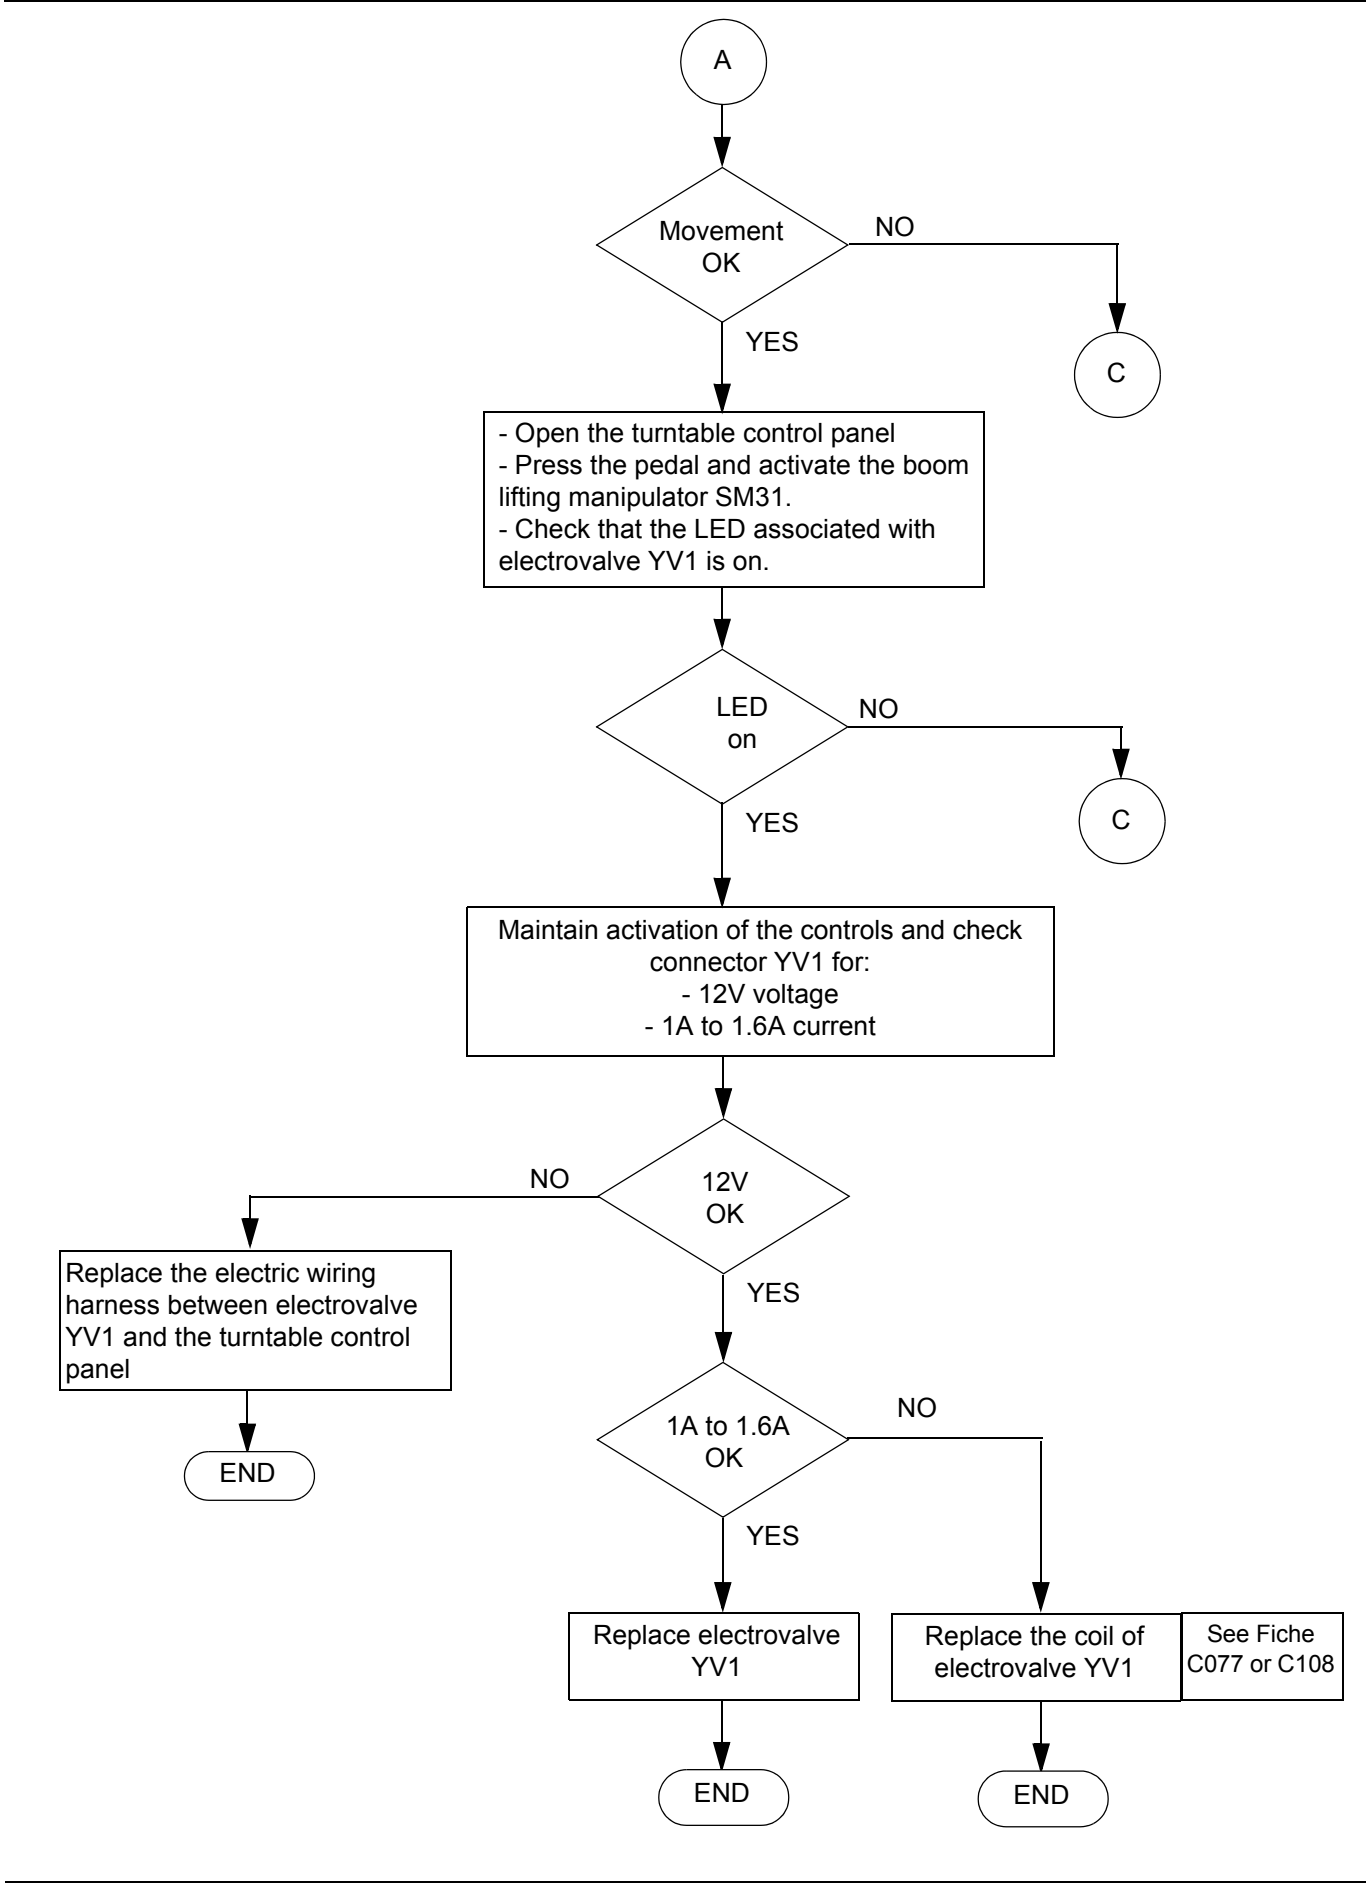 A
Movement
OK
NO
C
YES
- Open the turntable control panel
- Press the pedal and activate the boom
lifting manipulator SM31.
- Check that the LED associated with
electrovalve YV1 is on.
LED
on
NO
C
YES
Maintain activation of the controls and check
connector YV1 for:
- 12V voltage
- 1A to 1.6A current
12V
OK
NO
Replace the electric wiring
harness between electrovalve
YV1 and the turntable control
panel
END
YES
1A to 1.6A
OK
NO
YES
Replace electrovalve
YV1
Replace the coil of
electrovalve YV1
See Fiche
C077 or C108
END
END